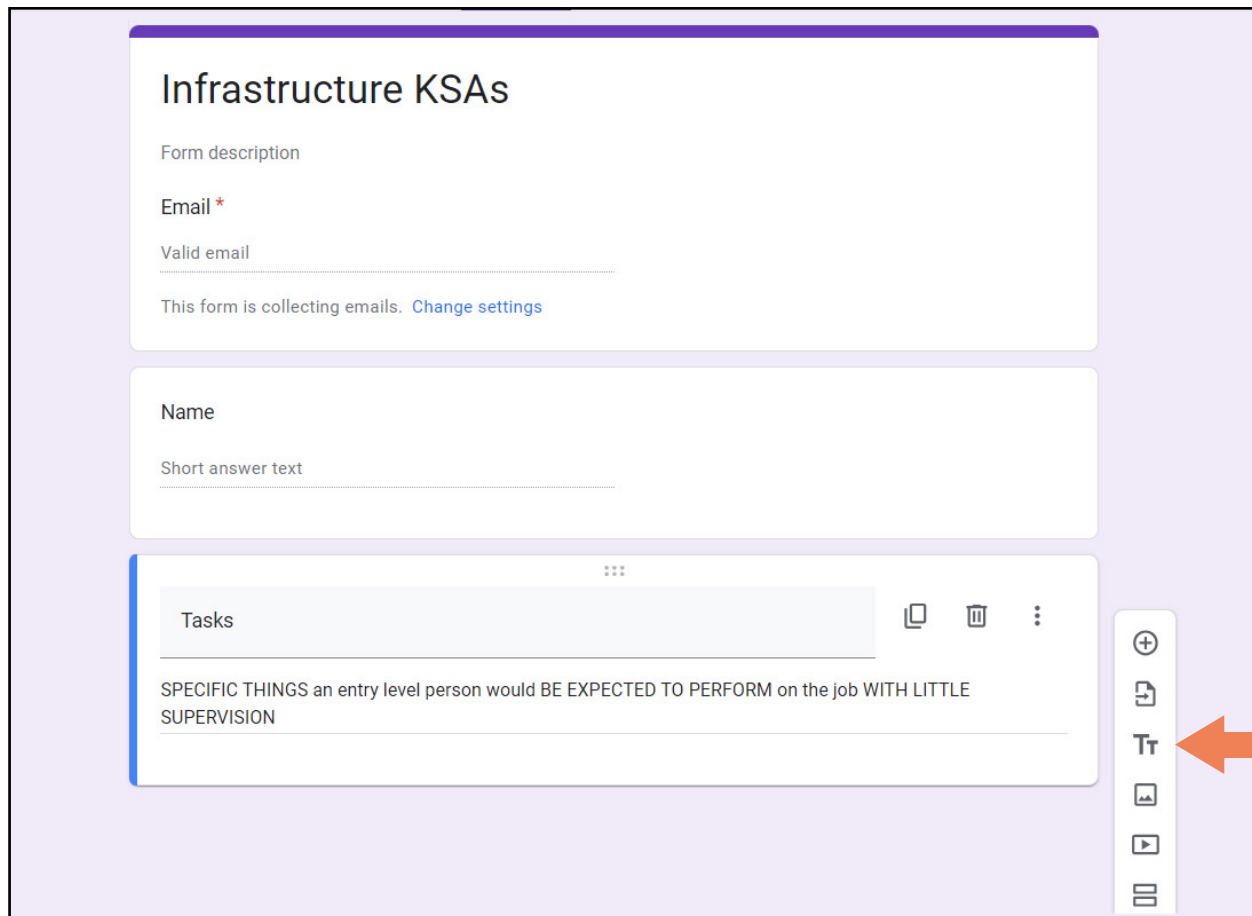 Infrastructure KSAs
Form description
Email *
Valid email
This form is collecting emails. Change settings
Name
Short answer text
Tasks
SPECIFIC THINGS an entry level person would BE EXPECTED TO PERFORM on the job WITH LITTLE
SUPERVISION
TT